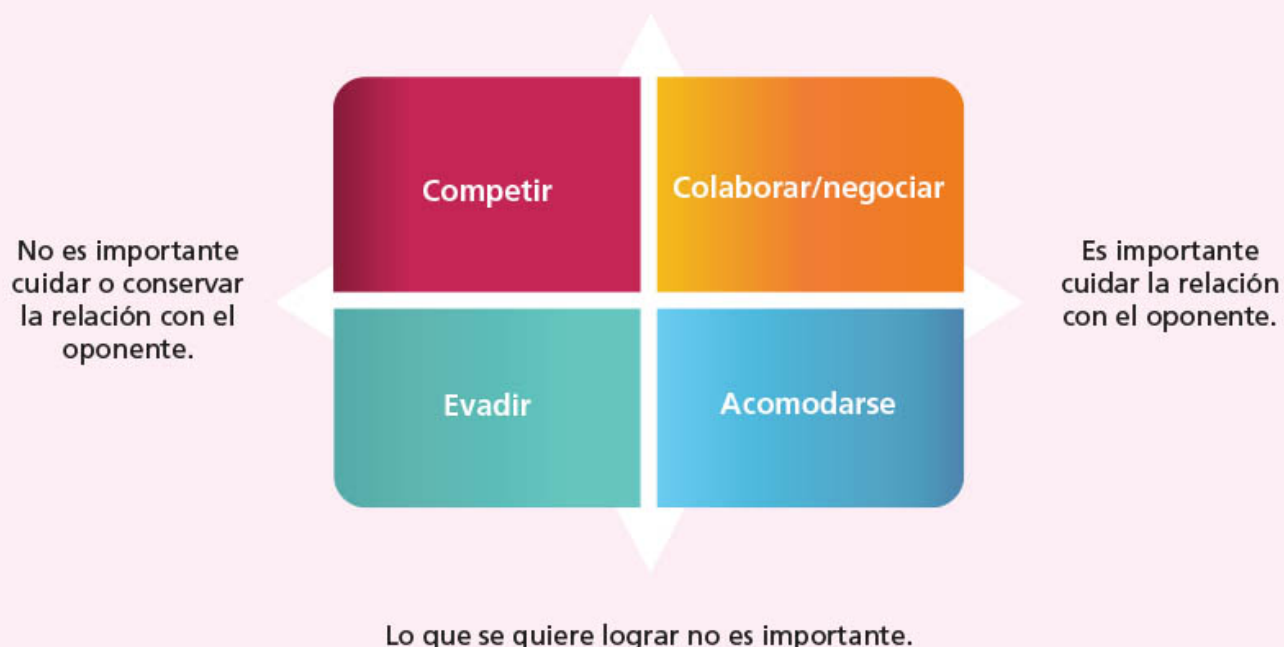 Competir
Colaborar/negociar
No es importante
cuidar o conservar
la relación con el
oponente.
Es importante
cuidar la relación
con el oponente.
Evadir
Acomodarse
Lo que se quiere lograr no es importante.